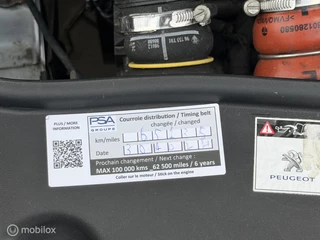 PLUS / MORE
INFORMATION
PSA
GROUPE
Courroie distribution / Timing belt
changée / changed
km/miles
Date
Prochain changement / Next change
MAX 100 000 kms _62 500 miles / 6 years
Coller sur le moteur / Stick on the engine
PEUGEOT
mobilox